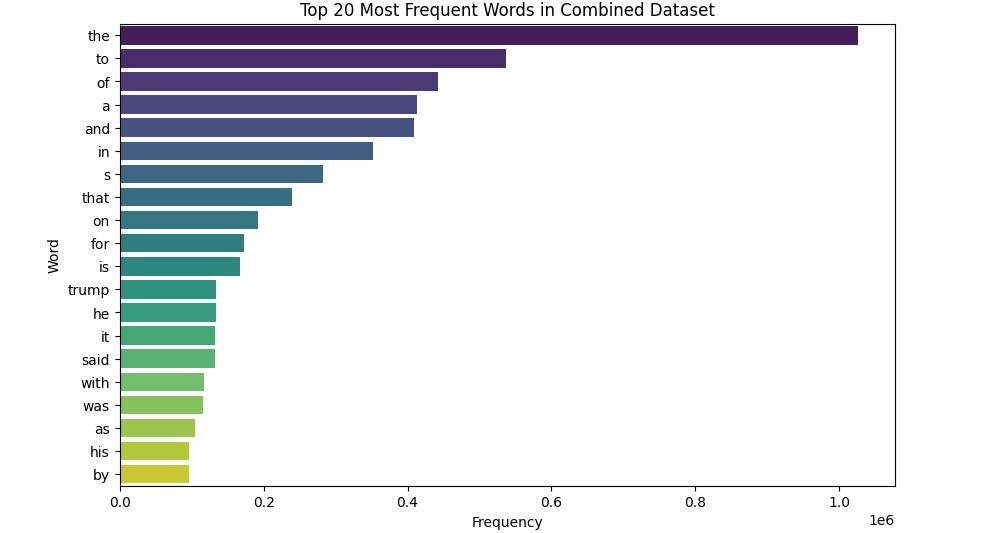 Top 20 Most Frequent Words in Combined Dataset
the
to
of
a
and
in
s
that
on
for
is
trump
he
it
said
with
was
as
his
by
Word
0.0 0.2 0.4 0.6 0.8 1.0
1e6
Frequency